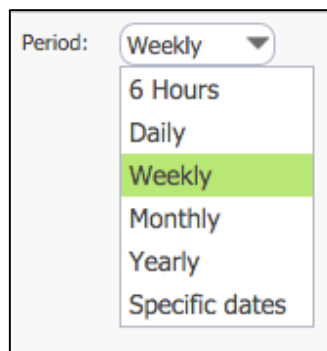 Period: Weekly
6 Hours
Daily
Weekly
Monthly
Yearly
Specific dates